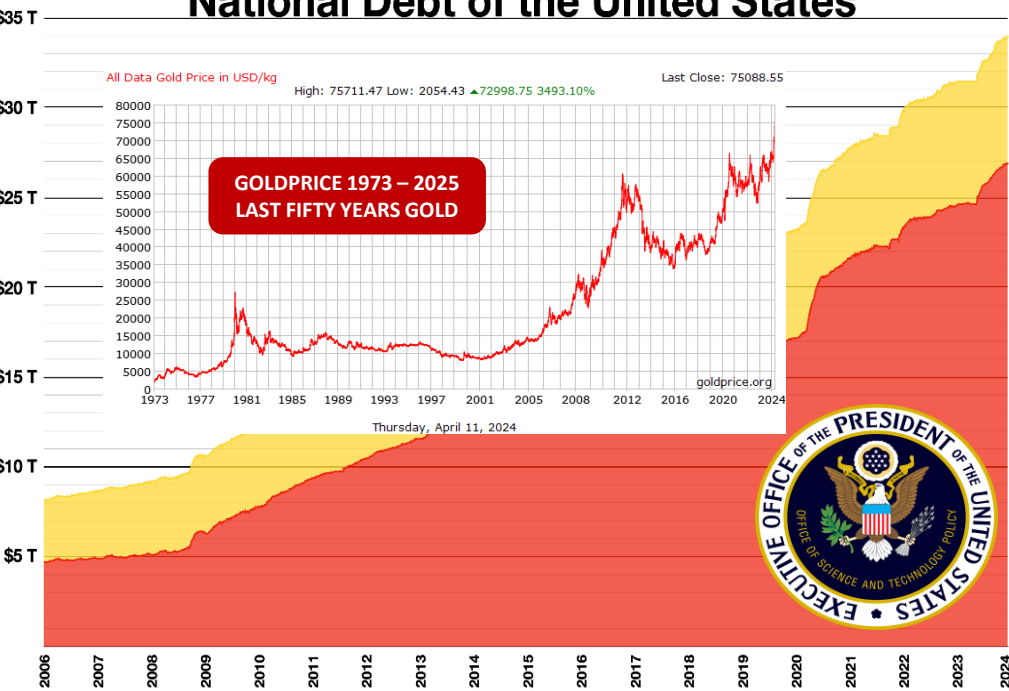 National Debt of the United States
$35 T
$30 T
$25 T
$20 T
$15 T
$10 T
$5 T
All Data Gold Price in USD/kg
Last Close: 75088.55
High: 75711.47 Low: 2054.43 ▲72998.75 3493.10%
80000
75000
70000
65000
60000
55000
50000
45000
40000
35000
30000
25000
20000
15000
10000
5000
0
GOLDPRICE 1973 – 2025
LAST FIFTY YEARS GOLD
goldprice.org
1973 1977 1981 1985 1989 1993 1997 2001 2005 2008 2012 2016 2020 2024
Thursday, April 11, 2024
EXECUTIVE OFFICE OF THE PRESIDENT OF THE UNITED STATES
OFFICE OF SCIENCE AND TECHNOLOGY POLICY
2006 2007 2008 2009 2010 2011 2012 2013 2014 2015 2016 2017 2018 2019 2020 2021 2022 2023 2024